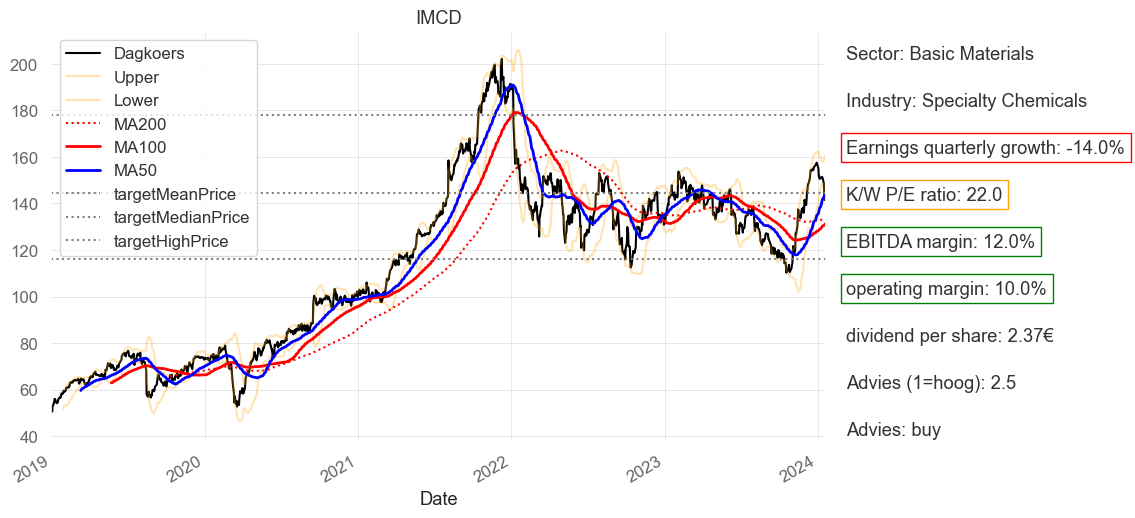 IMCD
Dagkoers
Upper
Lower
MA200
MA100
MA50
targetMeanPrice
targetMedianPrice
targetHighPrice
200
180
160
140
120
100
80
60
40
2019
2020
2021
2022
2023
2024
Date
Sector: Basic Materials
Industry: Specialty Chemicals
Earnings quarterly growth: -14.0%
K/W P/E ratio: 22.0
EBITDA margin: 12.0%
operating margin: 10.0%
dividend per share: 2.37€
Advies (1=hoog): 2.5
Advies: buy